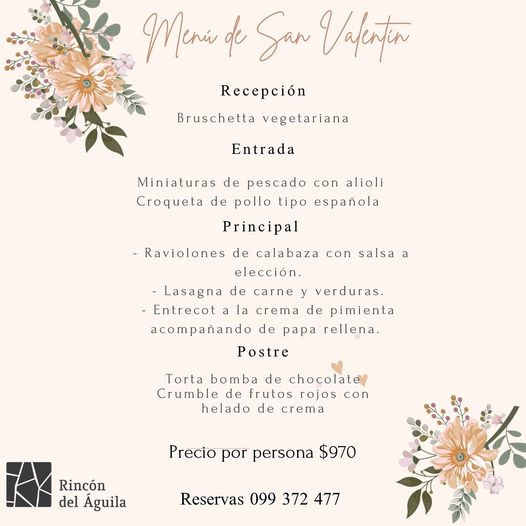 Menú de San Valentín
Recepción
Bruschetta vegetariana
Entrada
Miniaturas de pescado con alioli
Croqueta de pollo tipo española
Principal
- Raviolones de calabaza con salsa a
elección.
- Lasagna de carne y verduras.
- Entrecot a la crema de pimienta
acompañando de papa rellena.
Postre
Torta bomba de chocolate
Crumble de frutos rojos con
helado de crema
Precio por persona $970
Rincón
del Águila
Reservas 099 372 477